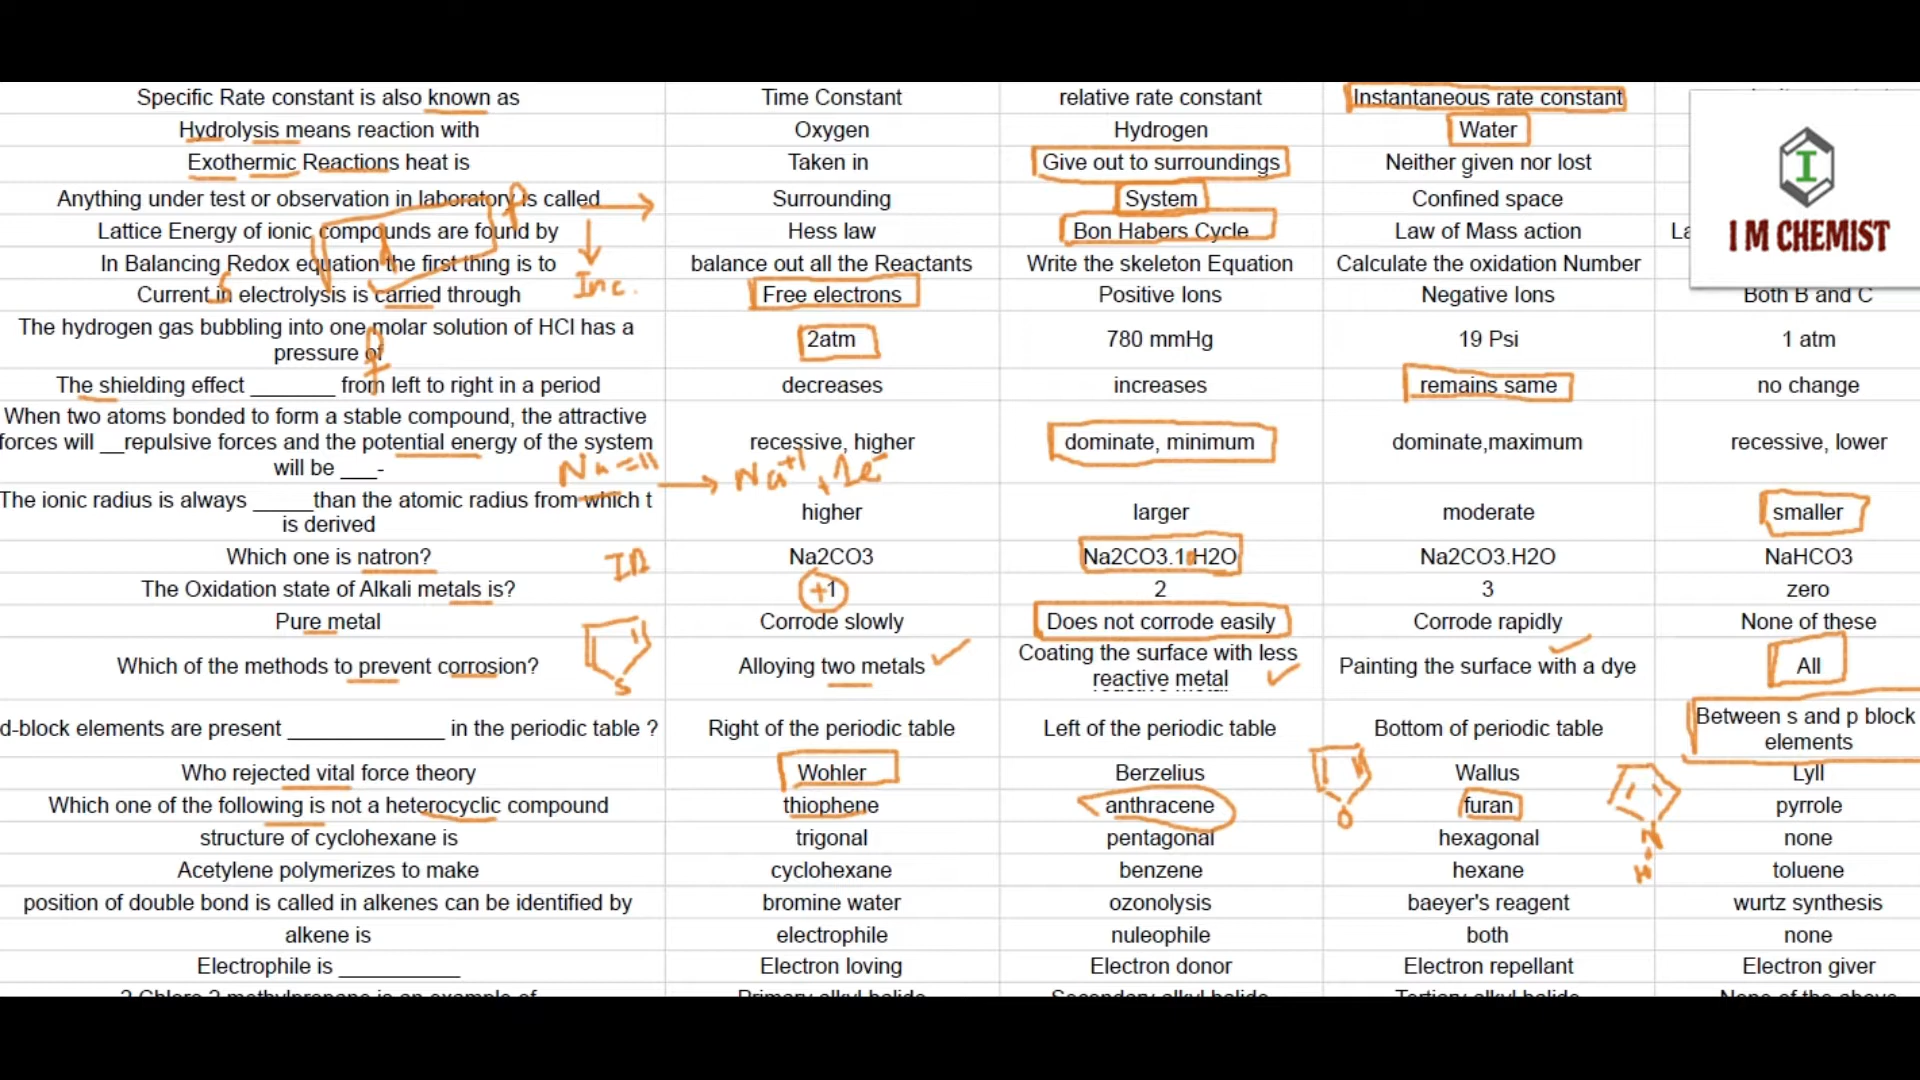 Specific Rate constant is also known as Time Constant relative rate constant Instantaneous rate constant
Hydrolysis means reaction with Oxygen Hydrogen Water
Exothermic Reactions heat is Taken in Give out to surroundings Neither given nor lost
Anything under test or observation in laboratory is called Surrounding System Confined space
Lattice Energy of ionic compounds are found by Hess law Bon Habers Cycle Law of Mass action
I M CHEMIST
In Balancing Redox equation the first thing is to balance out all the Reactants Write the skeleton Equation Calculate the oxidation Number
Inc.
Current in electrolysis is carried through Free electrons Positive Ions Negative Ions Both B and C
The hydrogen gas bubbling into one molar solution of HCl has a
pressure of 2atm 780 mmHg 19 Psi 1 atm
The shielding effect _______ from left to right in a period decreases increases remains same no change
When two atoms bonded to form a stable compound, the attractive
forces will __repulsive forces and the potential energy of the system
will be ___- recessive, higher dominate, minimum dominate,maximum recessive, lower
Na = 11 Na+1 , 1e-
The ionic radius is always _____than the atomic radius from which t
is derived higher larger moderate smaller
Which one is natron? Na2CO3 Na2CO3.1 H2O Na2CO3.H2O NaHCO3
IA
The Oxidation state of Alkali metals is? +1 2 3 zero
Pure metal Corrode slowly Does not corrode easily Corrode rapidly None of these
Which of the methods to prevent corrosion? Alloying two metals Coating the surface with less
reactive metal Painting the surface with a dye All
S
d-block elements are present _____________ in the periodic table ? Right of the periodic table Left of the periodic table Bottom of periodic table Between s and p block
elements
Who rejected vital force theory Wohler Berzelius Wallus Lyll
Which one of the following is not a heterocyclic compound thiophene anthracene furan pyrrole
O
N
H
structure of cyclohexane is trigonal pentagonal hexagonal none
Acetylene polymerizes to make cyclohexane benzene hexane toluene
position of double bond is called in alkenes can be identified by bromine water ozonolysis baeyer's reagent wurtz synthesis
alkene is electrophile nuleophile both none
Electrophile is __________ Electron loving Electron donor Electron repellant Electron giver